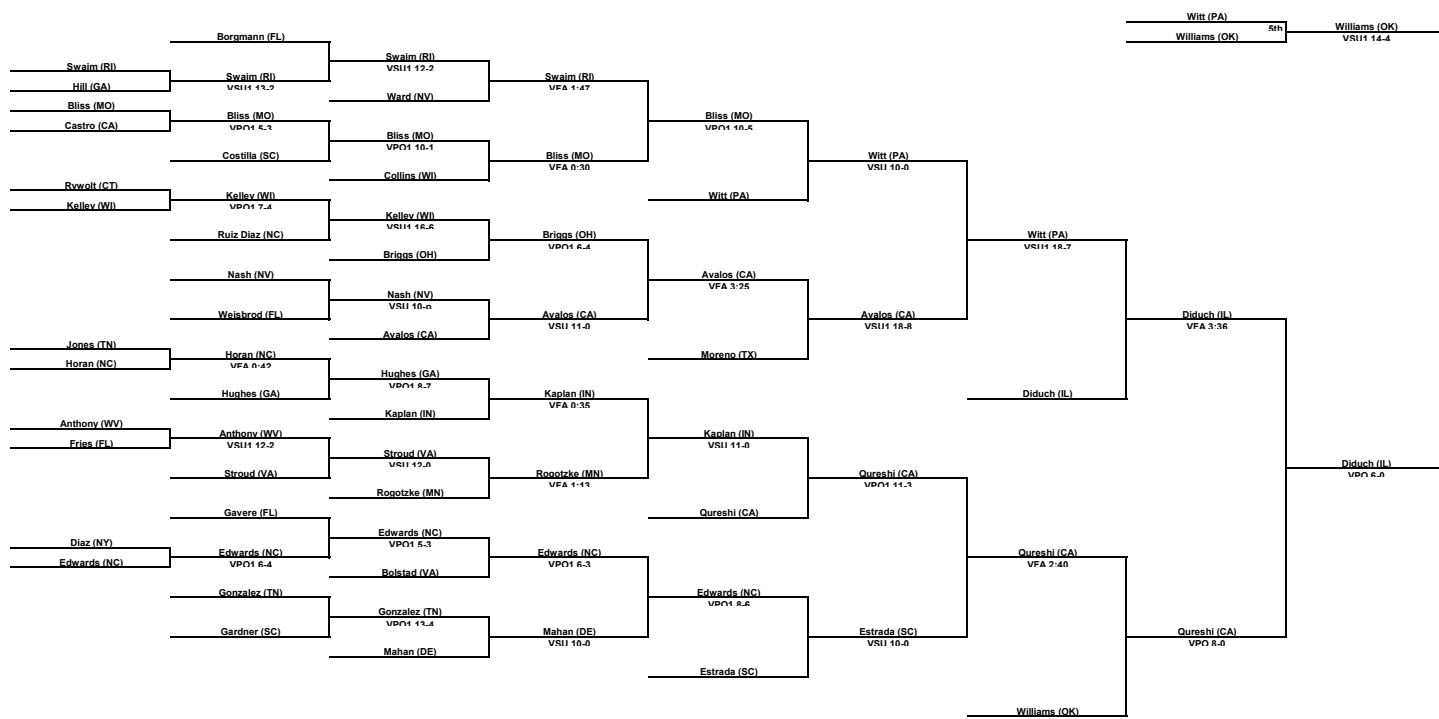 Swaim (RI)
Hill (GA)
Bliss (MO)
Castro (CA)
Rywolt (CT)
Kelley (WI)
Jones (TN)
Horan (NC)
Anthony (WV)
Fries (FL)
Diaz (NY)
Edwards (NC)
Borgmann (FL)
Swaim (RI)
VSU1 13-2
Bliss (MO)
VPO1 5-3
Costilla (SC)
Kelley (WI)
VPO1 7-4
Ruiz Diaz (NC)
Nash (NV)
Weisbrod (FL)
Horan (NC)
VFA 0:42
Hughes (GA)
Anthony (WV)
VSU1 12-2
Stroud (VA)
Gavere (FL)
Edwards (NC)
VPO1 6-4
Gonzalez (TN)
Gardner (SC)
Swaim (RI)
VSU1 12-2
Ward (NV)
Bliss (MO)
VPO1 10-1
Collins (WI)
Kelley (WI)
VSU1 16-6
Briggs (OH)
Nash (NV)
VSU 10-0
Avalos (CA)
Hughes (GA)
VPO1 8-7
Kaplan (IN)
Stroud (VA)
VSU 12-0
Rogotzke (MN)
Edwards (NC)
VPO1 5-3
Bolstad (VA)
Gonzalez (TN)
VPO1 13-4
Mahan (DE)
Swaim (RI)
VFA 1:47
Bliss (MO)
VFA 0:30
Briggs (OH)
VPO1 6-4
Avalos (CA)
VSU 11-0
Kaplan (IN)
VFA 0:35
Rogotzke (MN)
VFA 1:13
Edwards (NC)
VPO1 6-3
Mahan (DE)
VSU 10-0
Bliss (MO)
VPO1 10-5
Witt (PA)
Avalos (CA)
VFA 3:25
Moreno (TX)
Kaplan (IN)
VSU 11-0
Qureshi (CA)
Edwards (NC)
VPO1 8-6
Estrada (SC)
Witt (PA)
VSU 10-0
Avalos (CA)
VSU1 18-8
Qureshi (CA)
VPO1 11-3
Estrada (SC)
VSU 10-0
Witt (PA)
VSU1 18-7
Diduch (IL)
Qureshi (CA)
VFA 2:40
Williams (OK)
Witt (PA)
5th
Williams (OK)
Diduch (IL)
VFA 3:36
Qureshi (CA)
VPO 8-0
Williams (OK)
VSU1 14-4
Diduch (IL)
VPO 6-0